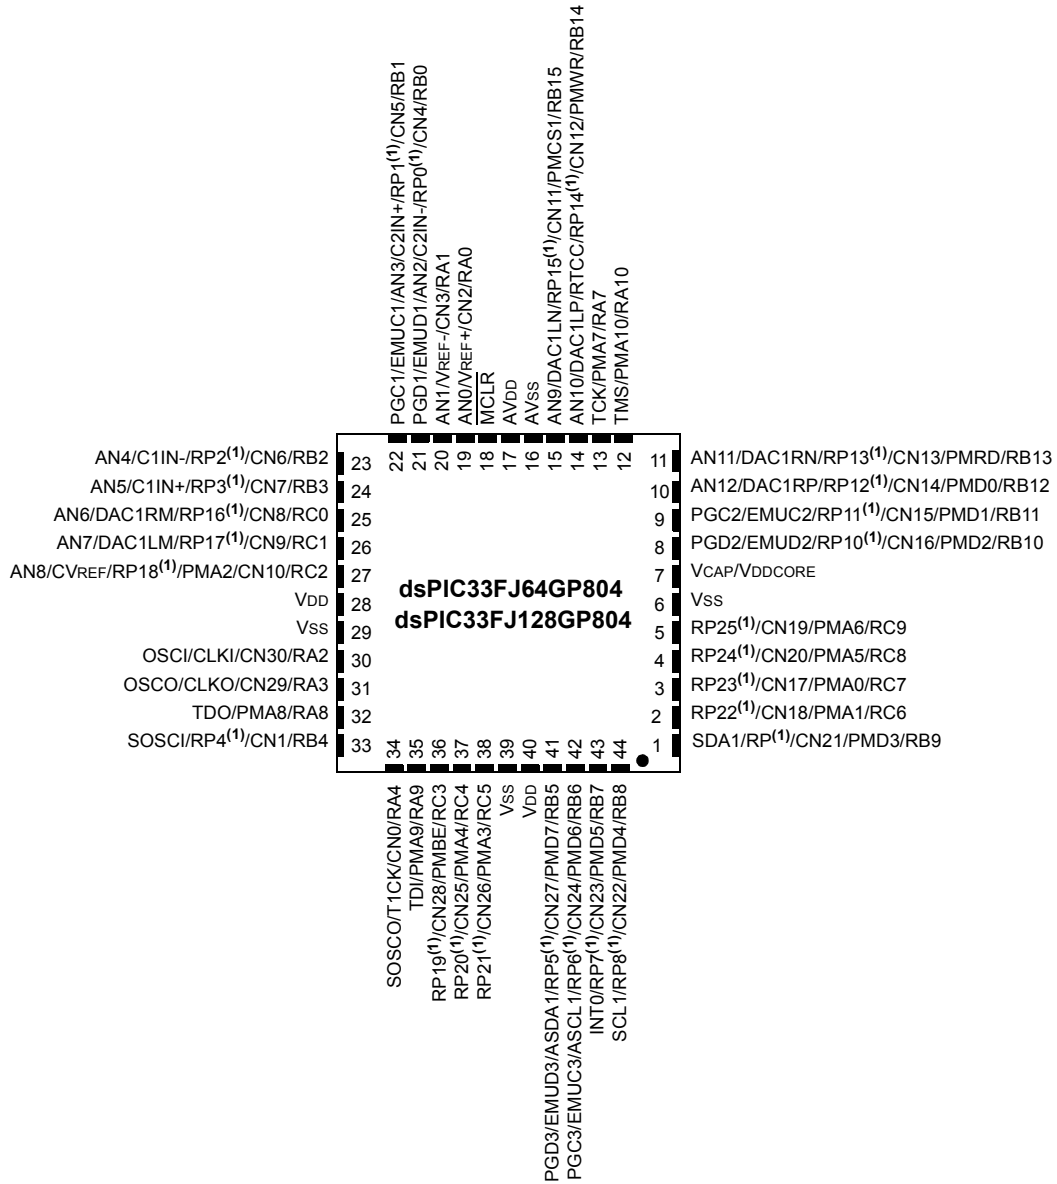 PGC1/EMUC1/AN3/C2IN+/RP1(1)/CN5/RB1
PGD1/EMUD1/AN2/C2IN-/RP0(1)/CN4/RB0
AN1/VREF-/CN3/RA1
AN0/VREF+/CN2/RA0
MCLR
AVDD
AVSS
AN9/DAC1LN/RP15(1)/CN11/PMCS1/RB15
AN10/DAC1LP/RTCC/RP14(1)/CN12/PMWR/RB14
TCK/PMA7/RA7
TMS/PMA10/RA10
22 21 20 19 18 17 16 15 14 13 12
AN4/C1IN-/RP2(1)/CN6/RB2 23
AN5/C1IN+/RP3(1)/CN7/RB3 24
AN6/DAC1RM/RP16(1)/CN8/RC0 25
AN7/DAC1LM/RP17(1)/CN9/RC1 26
AN8/CVREF/RP18(1)/PMA2/CN10/RC2 27
VDD 28
VSS 29
OSCI/CLKI/CN30/RA2 30
OSCO/CLKO/CN29/RA3 31
TDO/PMA8/RA8 32
SOSCI/RP4(1)/CN1/RB4 33
dsPIC33FJ64GP804
dsPIC33FJ128GP804
11 AN11/DAC1RN/RP13(1)/CN13/PMRD/RB13
10 AN12/DAC1RP/RP12(1)/CN14/PMD0/RB12
9 PGC2/EMUC2/RP11(1)/CN15/PMD1/RB11
8 PGD2/EMUD2/RP10(1)/CN16/PMD2/RB10
7 VCAP/VDDCORE
6 VSS
5 RP25(1)/CN19/PMA6/RC9
4 RP24(1)/CN20/PMA5/RC8
3 RP23(1)/CN17/PMA0/RC7
2 RP22(1)/CN18/PMA1/RC6
1 SDA1/RP(1)/CN21/PMD3/RB9
34 35 36 37 38 39 40 41 42 43 44
SOSCO/T1CK/CN0/RA4
TDI/PMA9/RA9
RP19(1)/CN28/PMBE/RC3
RP20(1)/CN25/PMA4/RC4
RP21(1)/CN26/PMA3/RC5
VSS
VDD
PGD3/EMUD3/ASDA1/RP5(1)/CN27/PMD7/RB5
PGC3/EMUC3/ASCL1/RP6(1)/CN24/PMD6/RB6
INT0/RP7(1)/CN23/PMD5/RB7
SCL1/RP8(1)/CN22/PMD4/RB8